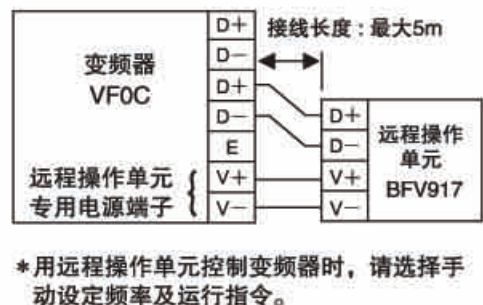 D+
接线长度：最大5m
D−
变频器
VF0C
D+
D−
D+
D−
远程操作
单元
BFV917
E
V+
V−
远程操作单元
专用电源端子
V+
V−
*用远程操作单元控制变频器时，请选择手
动设定频率及运行指令。